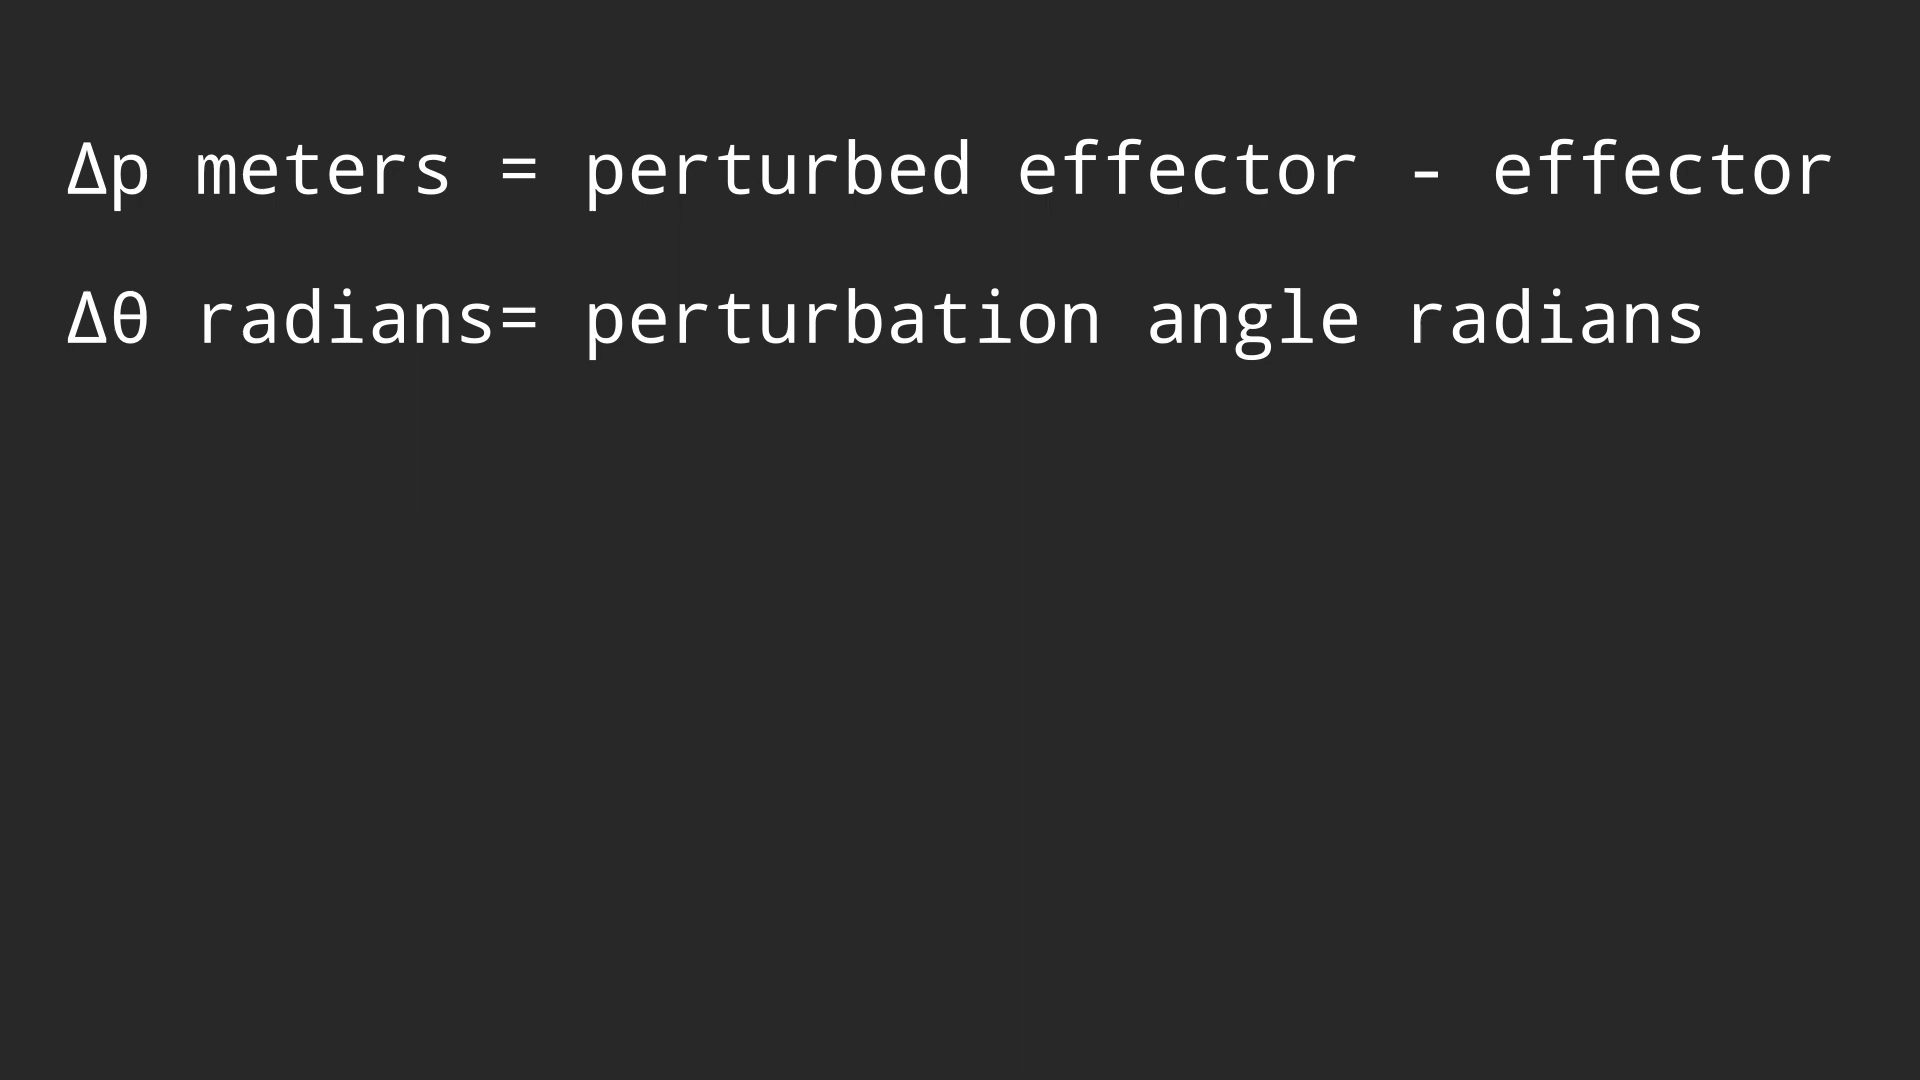 Δp meters = perturbed effector - effector
Δθ radians= perturbation angle radians